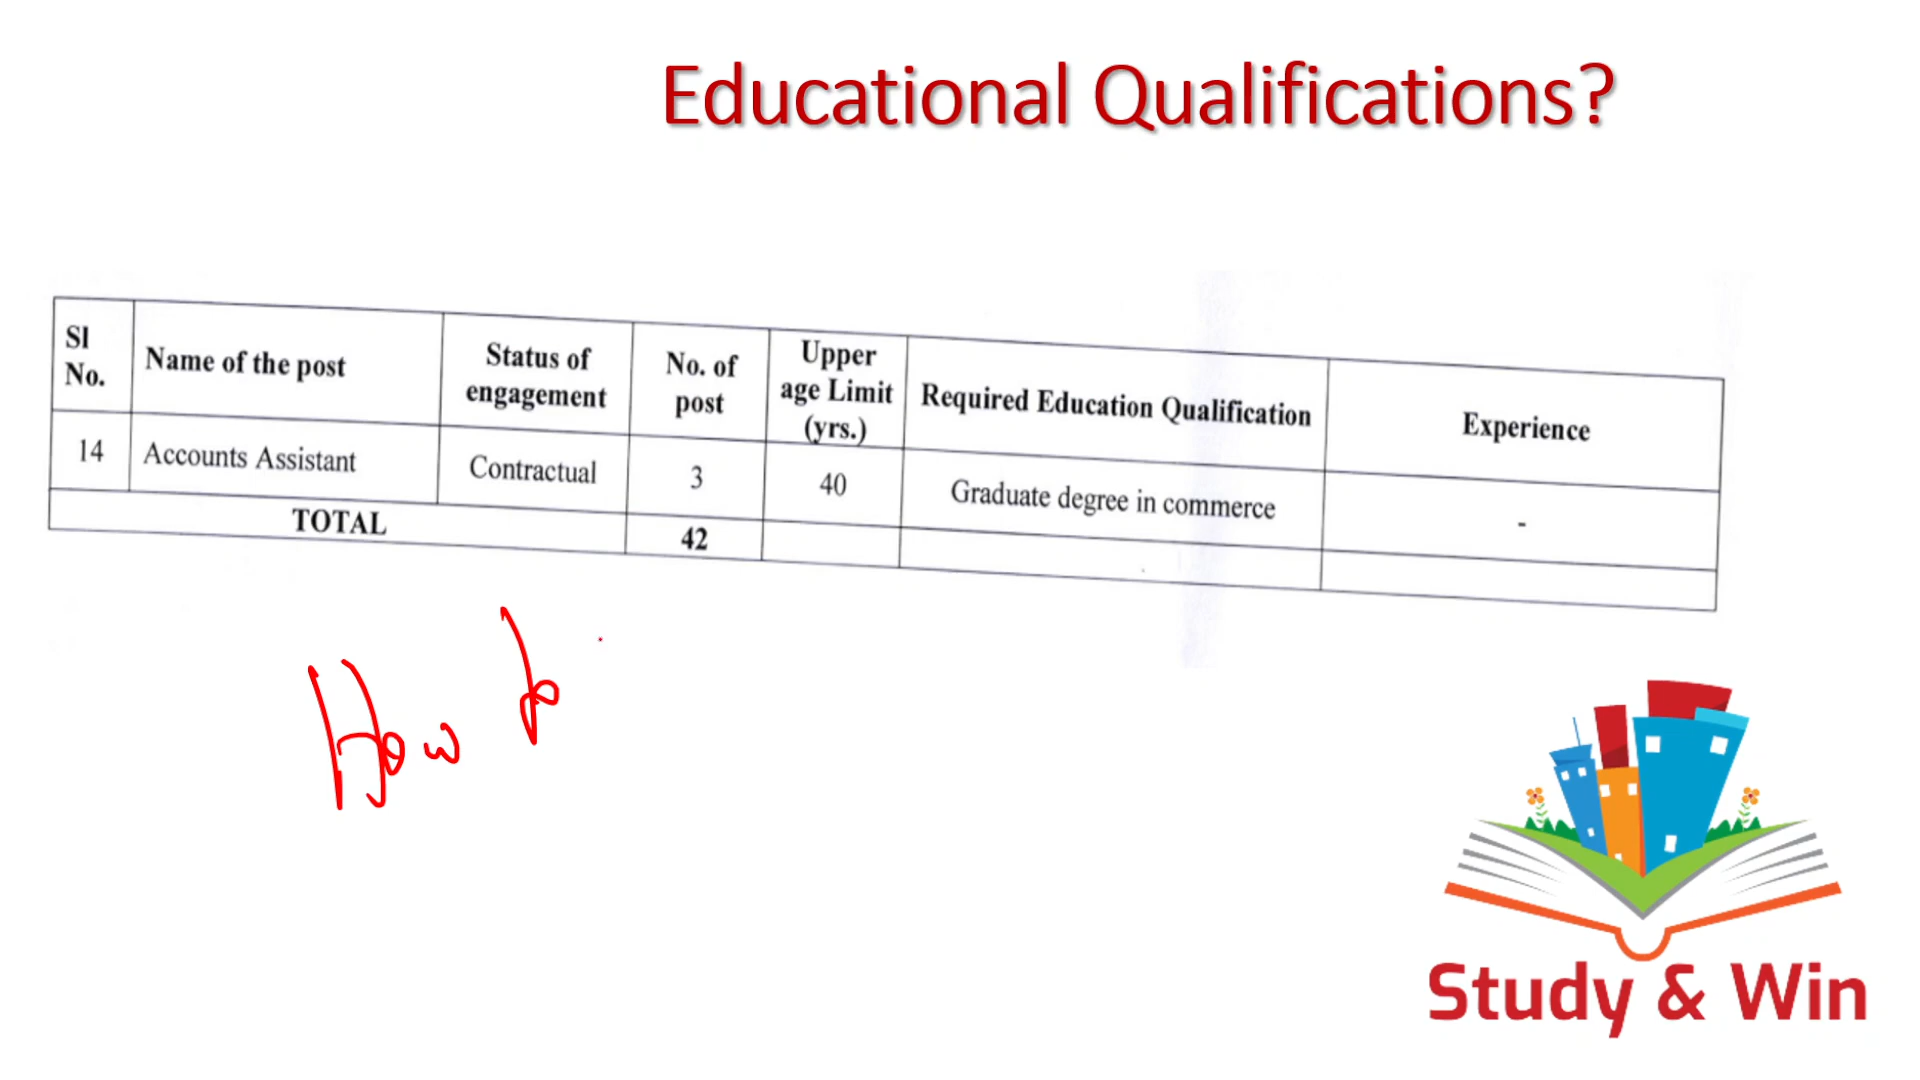 Educational Qualifications?
Sl No. Name of the post Status of engagement No. of post Upper age Limit (yrs.) Required Education Qualification Experience
14 Accounts Assistant Contractual 3 40 Graduate degree in commerce -
TOTAL 42
How to
Study & Win